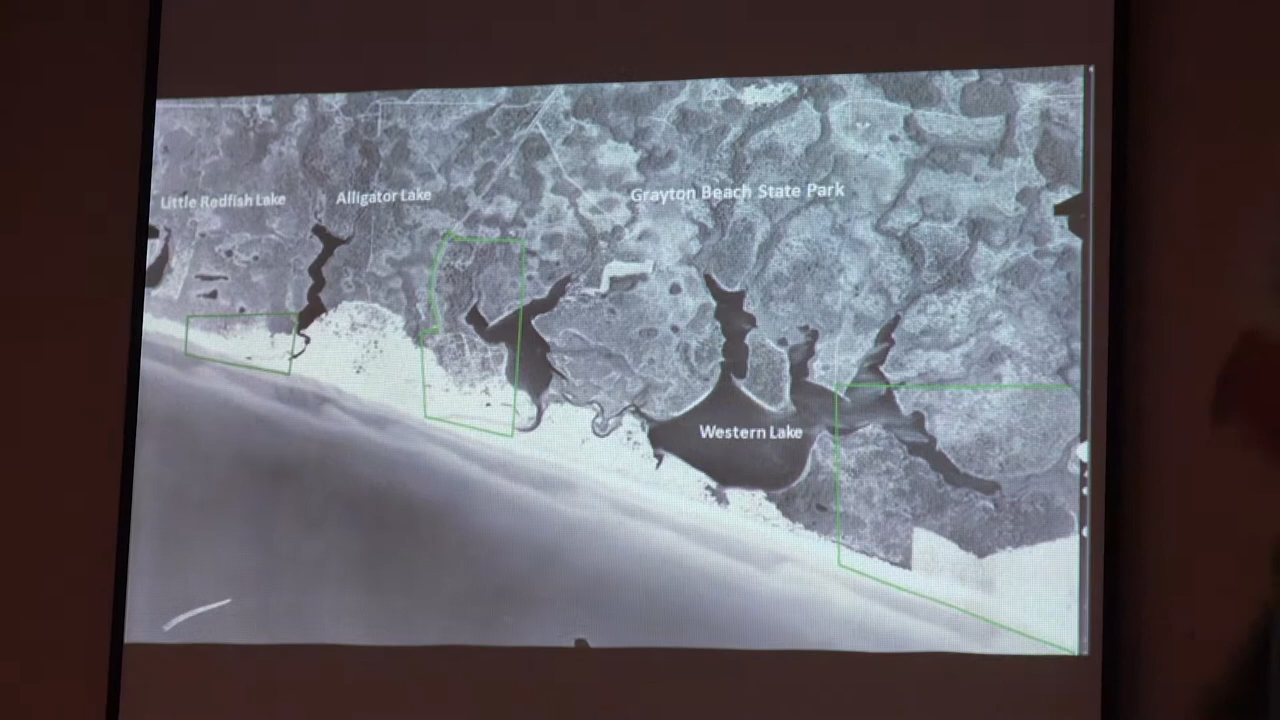 Little Redfish Lake
Alligator Lake
Grayton Beach State Park
Western Lake